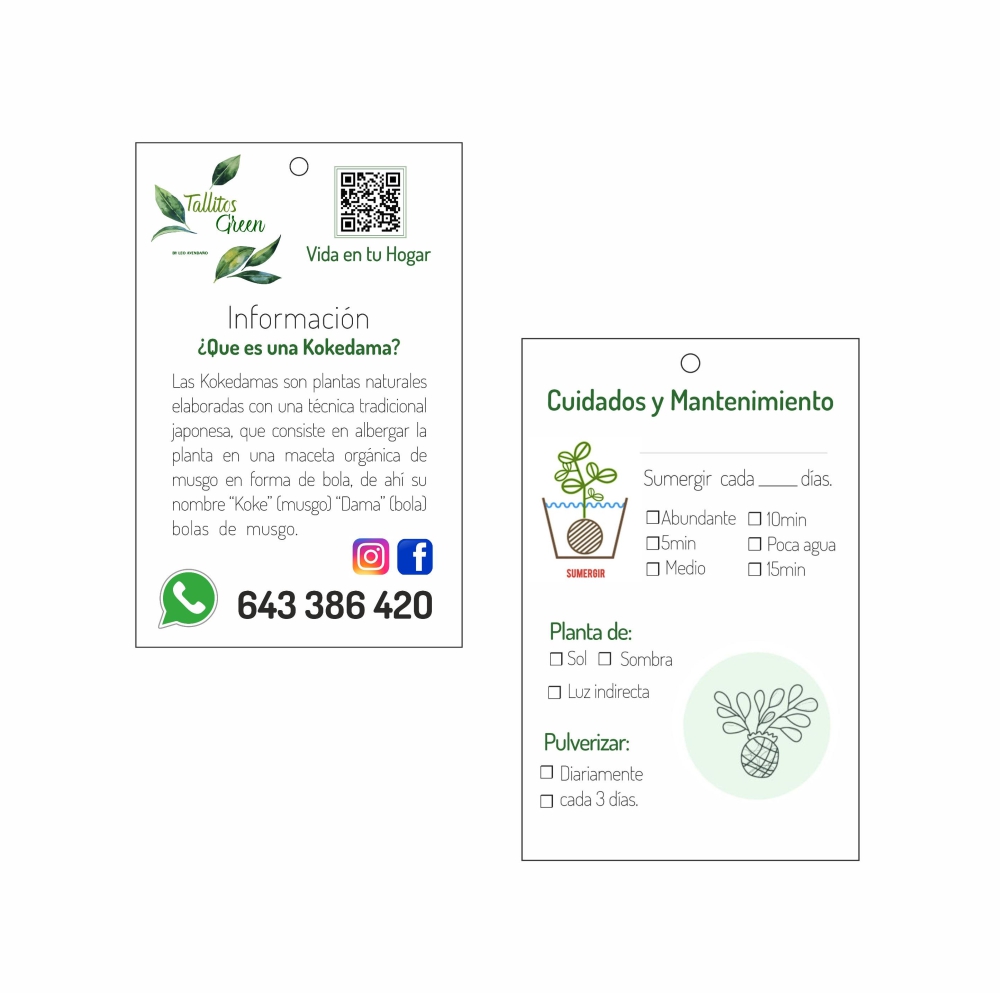 Tallitos
Green
BY LEO AVENDAÑO
Vida en tu Hogar
Información
¿Que es una Kokedama?
Las Kokedamas son plantas naturales
elaboradas con una técnica tradicional
japonesa, que consiste en albergar la
planta en una maceta orgánica de
musgo en forma de bola, de ahí su
nombre “Koke” (musgo) “Dama” (bola)
bolas de musgo.
643 386 420
Cuidados y Mantenimiento
Sumergir cada _____ días.
Abundante 10min
5min Poca agua
Medio 15min
SUMERGIR
Planta de:
Sol Sombra
Luz indirecta
Pulverizar:
Diariamente
cada 3 días.